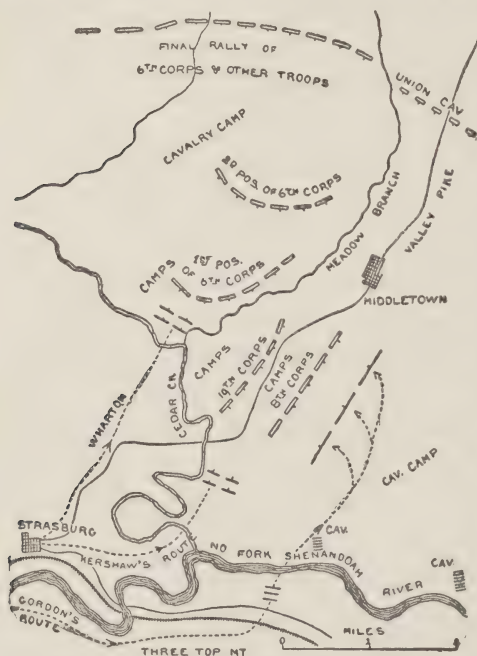 FINAL RALLY OF
6TH CORPS & OTHER TROOPS
UNION CAV
CAVALRY CAMP
2D POS. OF 6TH CORPS
MEADOW BRANCH
VALLEY PIKE
CAMPS
1ST POS.
OF
6TH CORPS
MIDDLETOWN
CAMPS
19TH CORPS
CAMPS
8TH CORPS
WHARTON
CEDAR CR.
CAV. CAMP
STRASBURG
KERSHAW'S ROUTE
CAV.
NO FORK SHENANDOAH RIVER
CAV
GORDON'S
ROUTE
0 1
MILES
THREE TOP MT